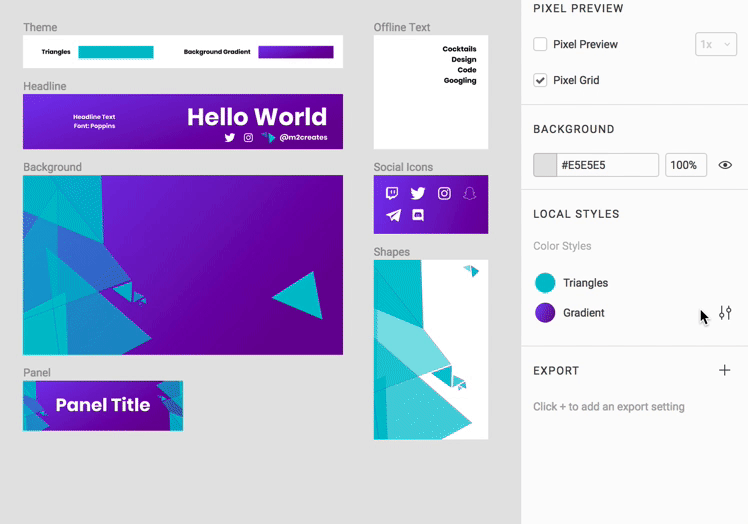 Theme
Triangles
Background Gradient
Headline
Headline Text
Font: Poppins
Hello World
@m2creates
Background
Panel
Panel Title
Offline Text
Cocktails
Design
Code
Googling
Social Icons
Shapes
PIXEL PREVIEW
Pixel Preview
1x
Pixel Grid
BACKGROUND
#E5E5E5
100%
LOCAL STYLES
Color Styles
Triangles
Gradient
EXPORT
Click + to add an export setting